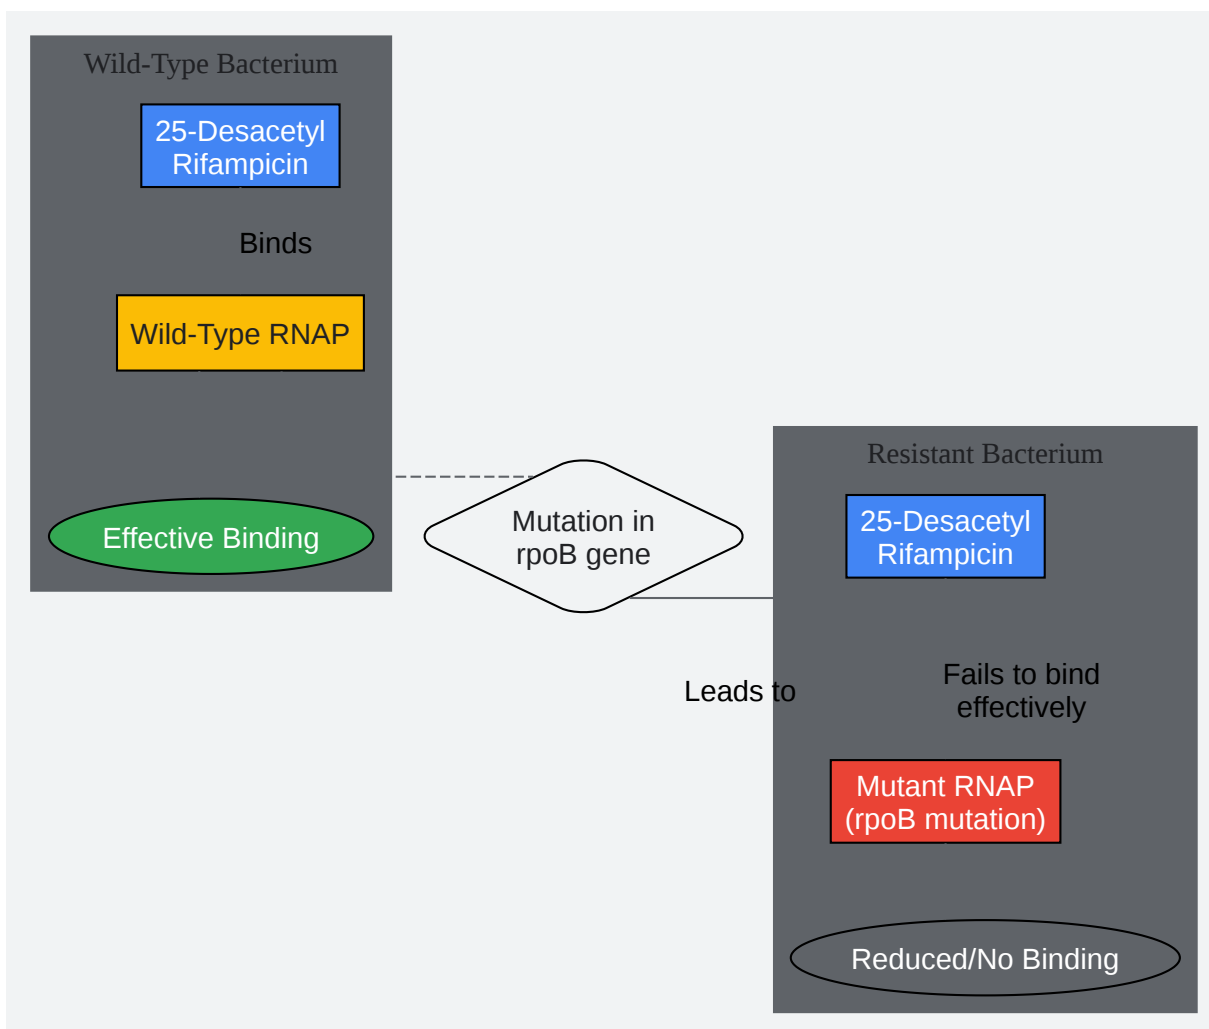 Wild-Type Bacterium
25-Desacetyl
Rifampicin
Binds
Wild-Type RNAP
Effective Binding
Mutation in
rpoB gene
Leads to
Resistant Bacterium
25-Desacetyl
Rifampicin
Fails to bind
effectively
Mutant RNAP
(rpoB mutation)
Reduced/No Binding